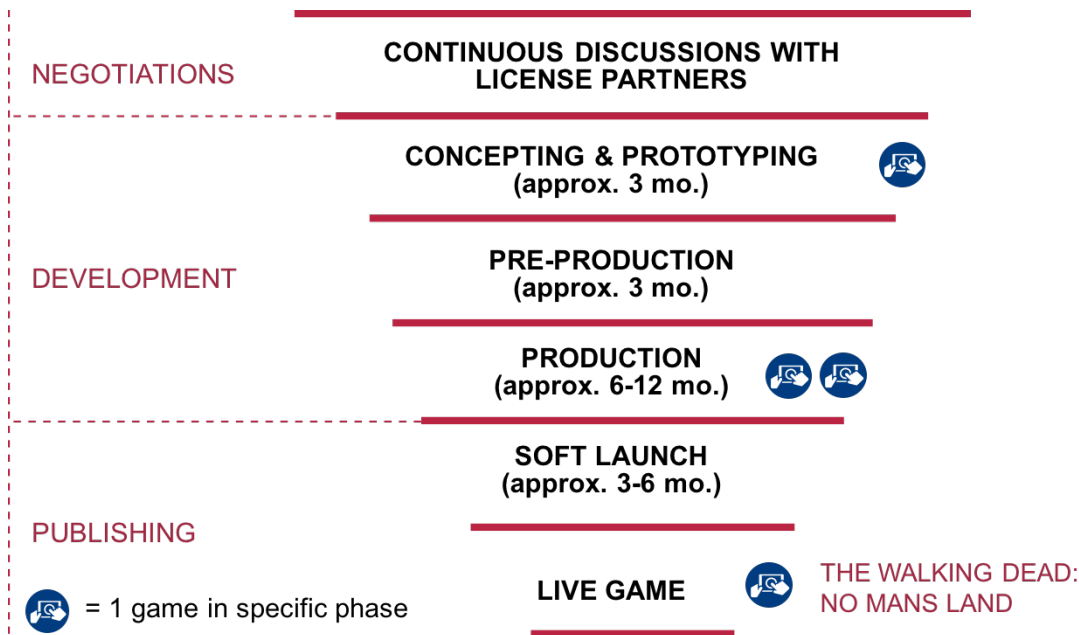 NEGOTIATIONS
CONTINUOUS DISCUSSIONS WITH
LICENSE PARTNERS
CONCEPTING & PROTOTYPING
(approx. 3 mo.)
DEVELOPMENT
PRE-PRODUCTION
(approx. 3 mo.)
PRODUCTION
(approx. 6-12 mo.)
SOFT LAUNCH
(approx. 3-6 mo.)
PUBLISHING
LIVE GAME
THE WALKING DEAD:
NO MANS LAND
= 1 game in specific phase